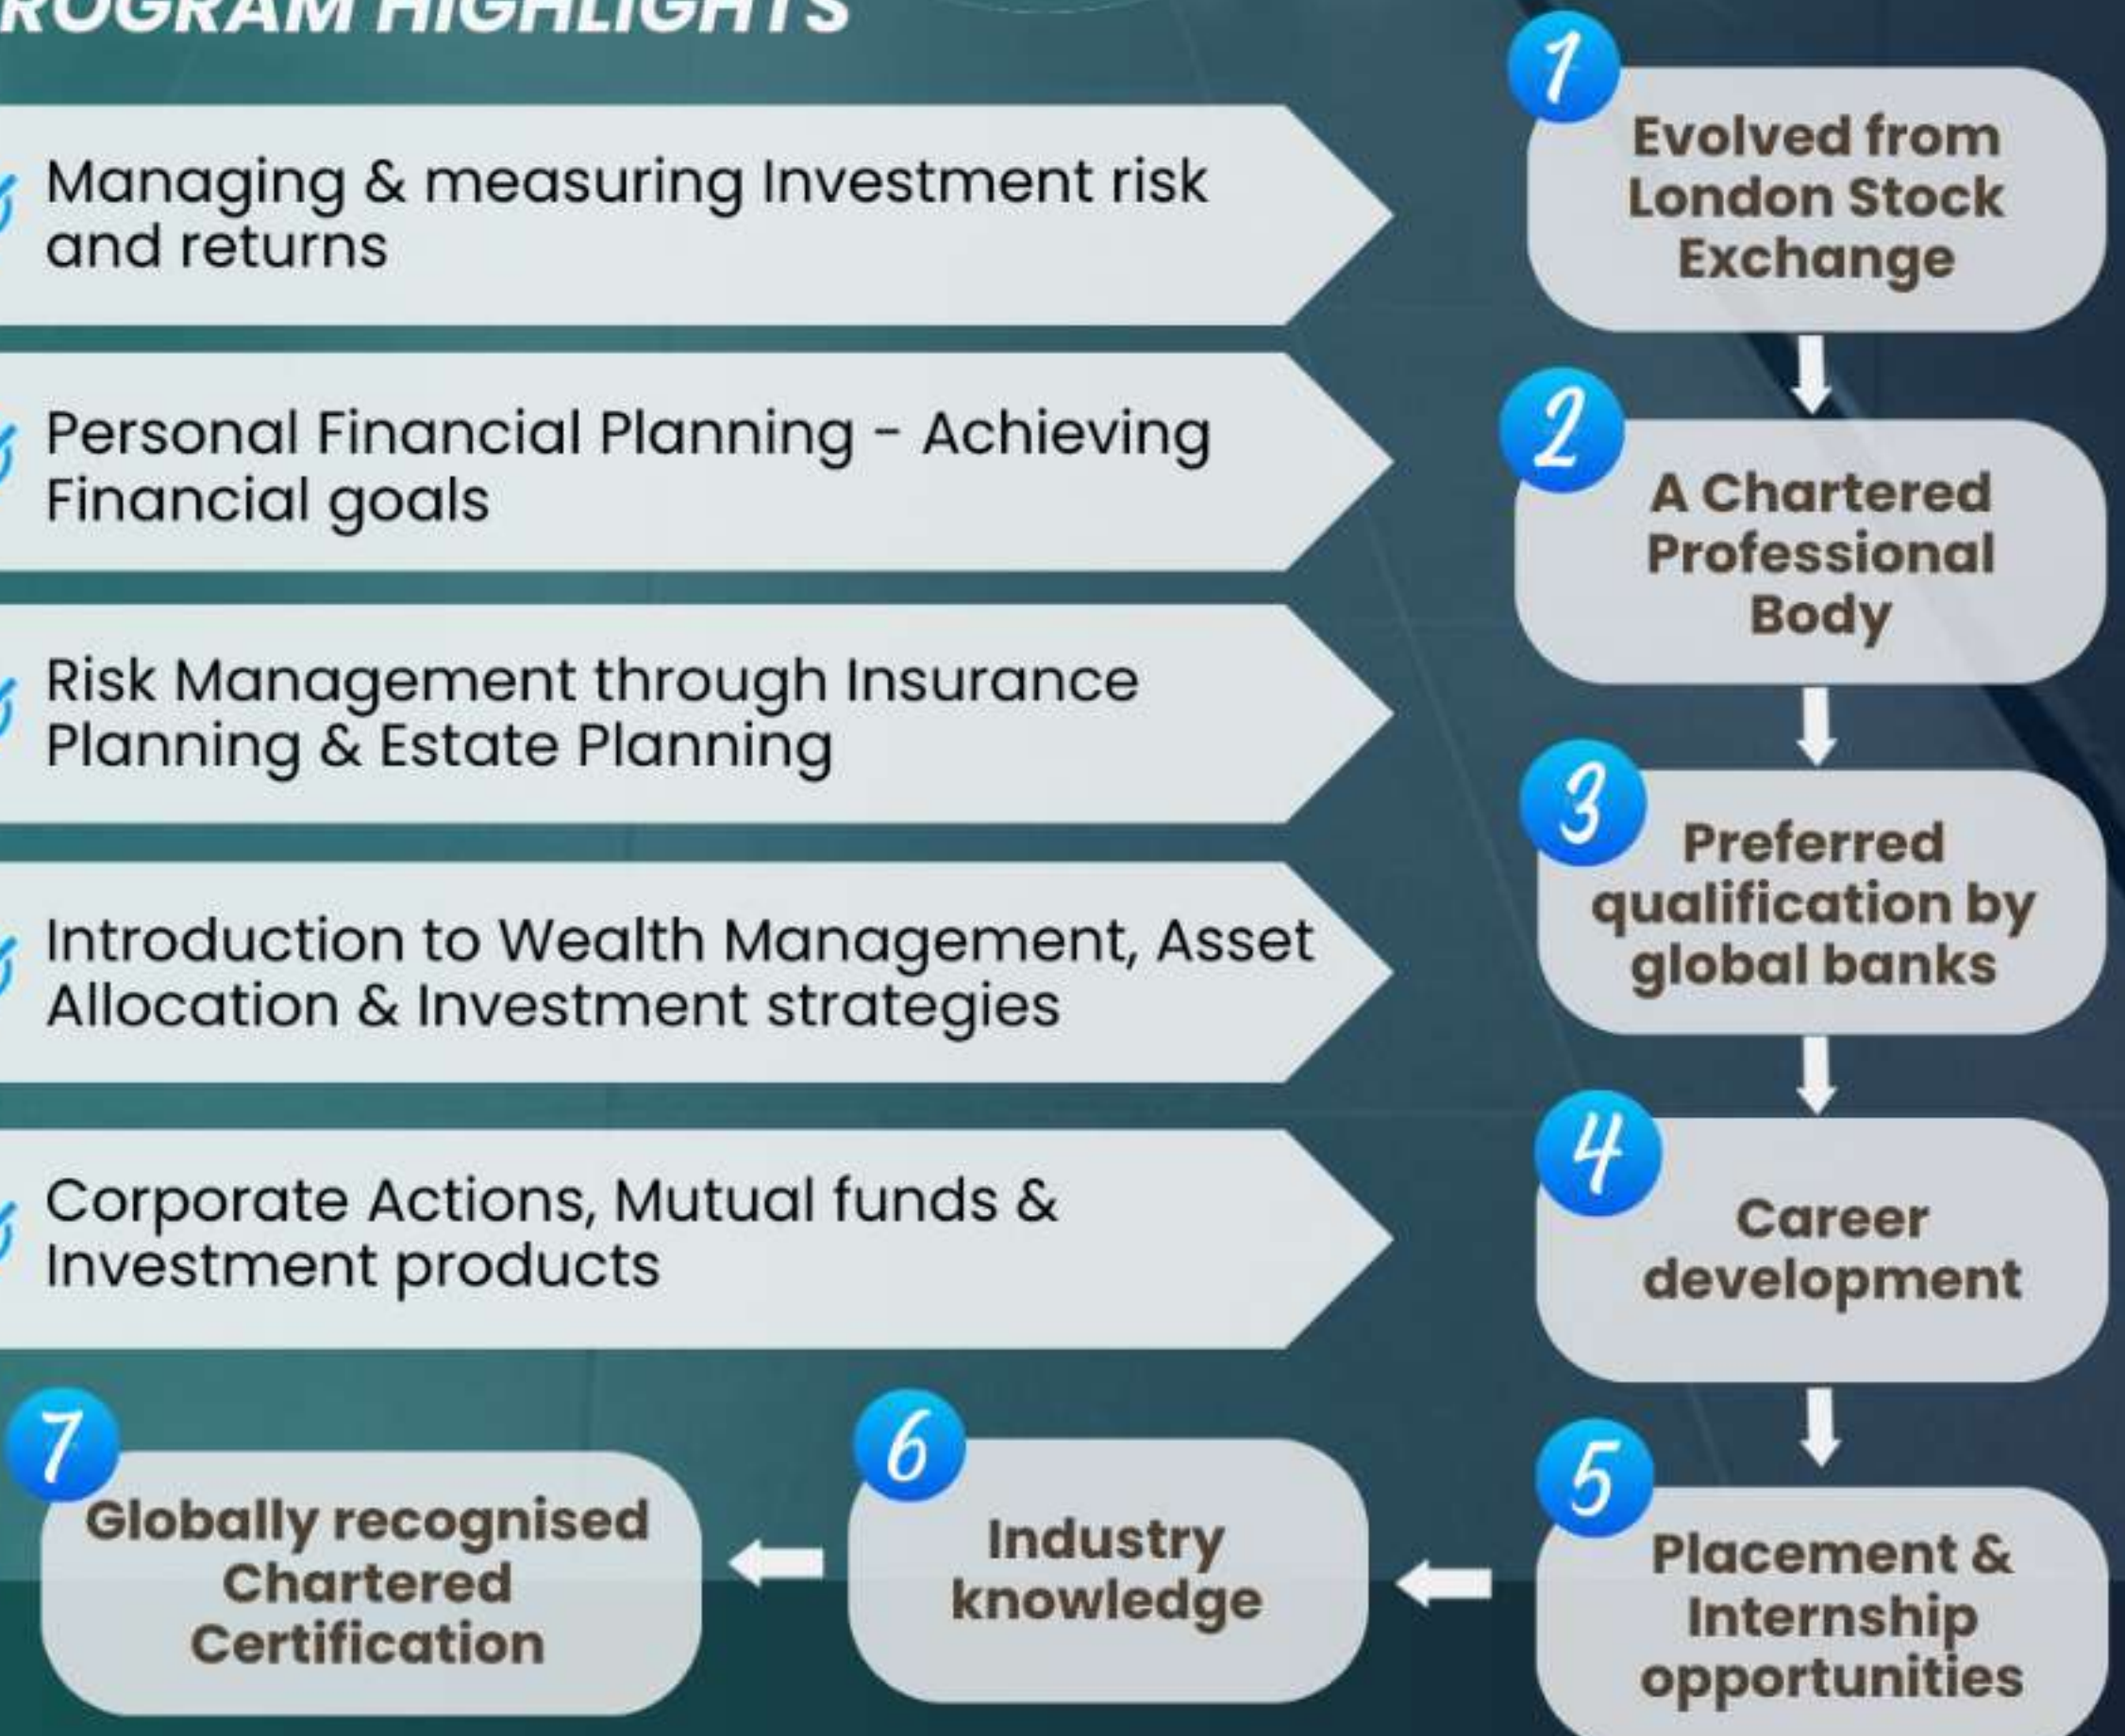 ROGRAM HIGHLIGHTS
Managing & measuring Investment risk
and returns
Personal Financial Planning - Achieving
Financial goals
Risk Management through Insurance
Planning & Estate Planning
Introduction to Wealth Management, Asset
Allocation & Investment strategies
Corporate Actions, Mutual funds &
Investment products
1
Evolved from
London Stock
Exchange
2
A Chartered
Professional
Body
3
Preferred
qualification by
global banks
4
Career
development
5
Placement &
Internship
opportunities
6
Industry
knowledge
7
Globally recognised
Chartered
Certification